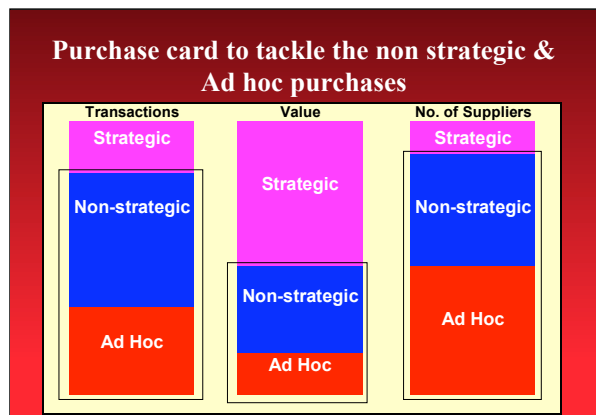 Purchase card to tackle the non strategic &
Ad hoc purchases
Transactions
Value
No. of Suppliers
Strategic
Non-strategic
Ad Hoc
Strategic
Non-strategic
Ad Hoc
Strategic
Non-strategic
Ad Hoc